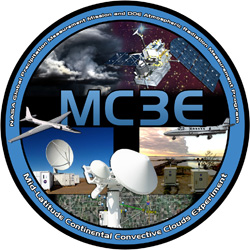 NASA Global Precipitation Measurement Mission and DOE Atmospheric Radiation Measurement Program
MC3E
Mid-Latitude Continental Convective Clouds Experiment